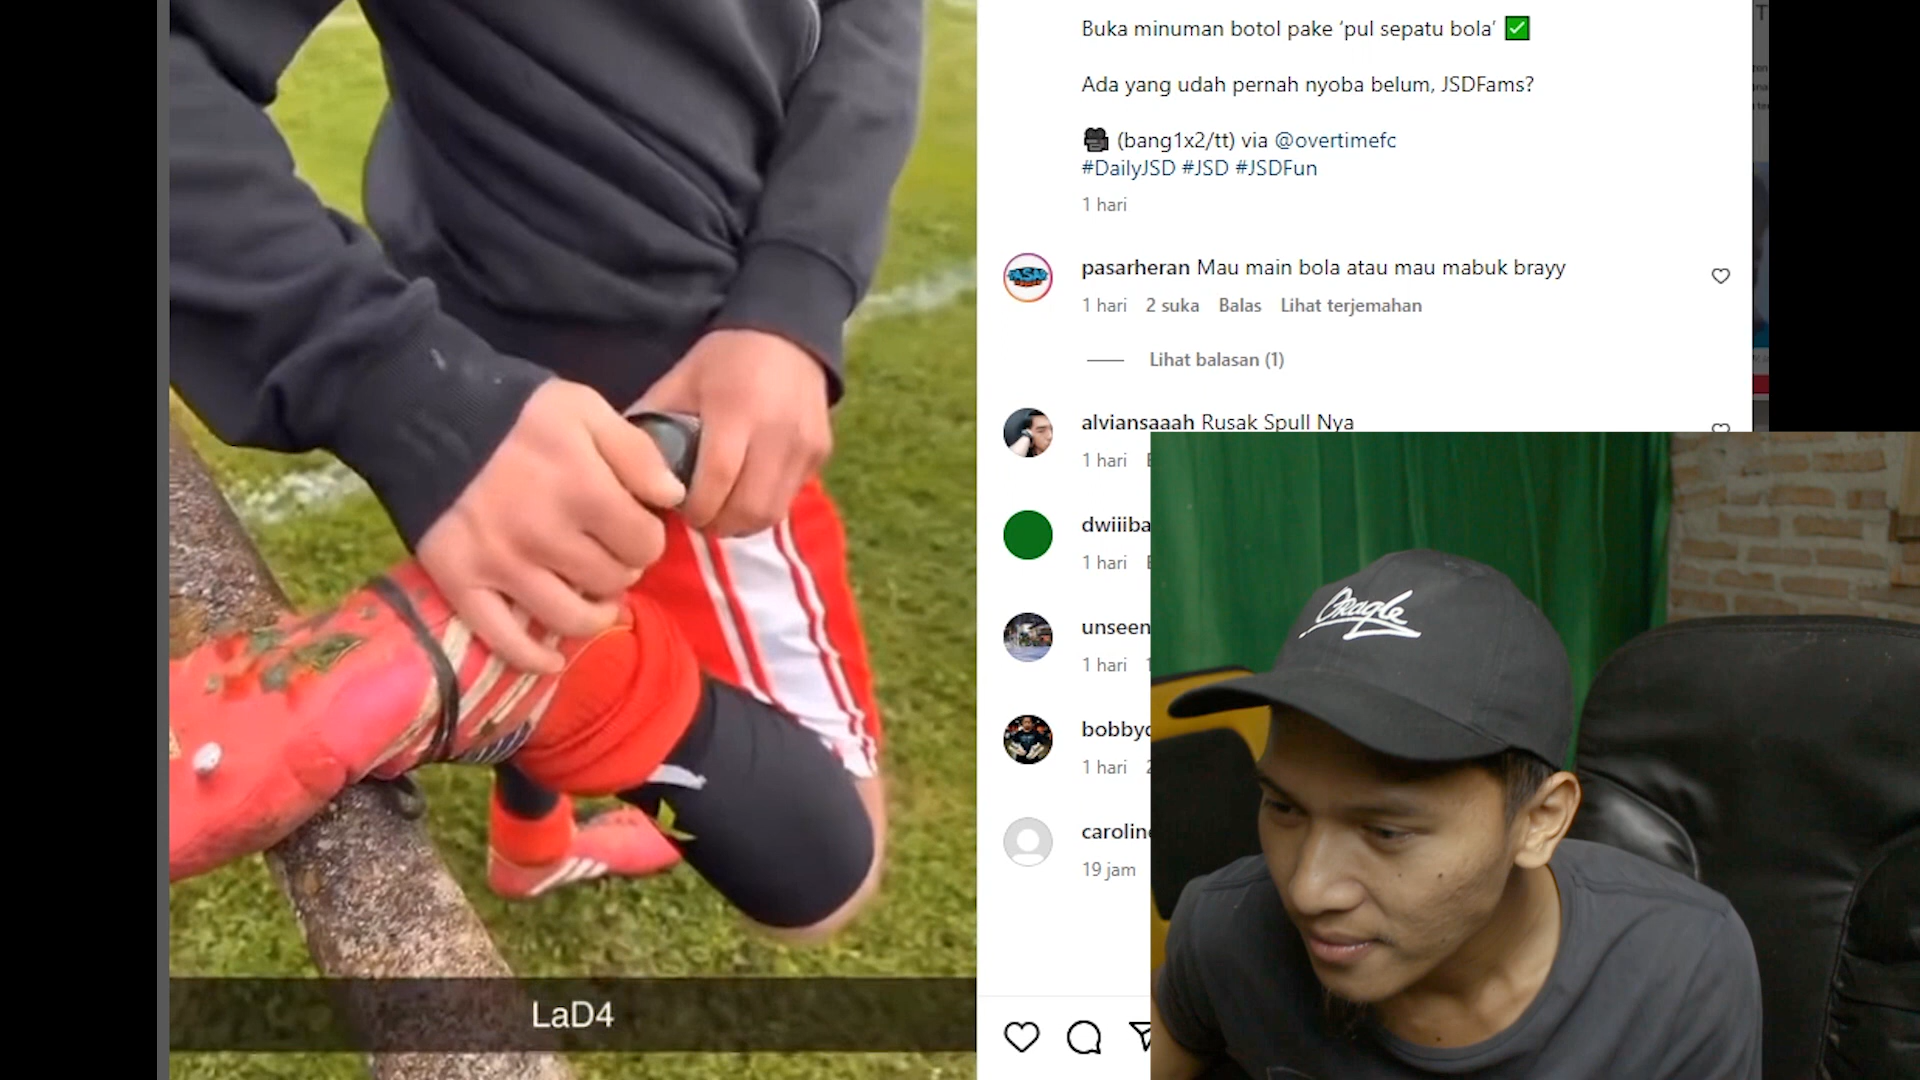 Buka minuman botol pake ‘pul sepatu bola’ ✅
Ada yang udah pernah nyoba belum, JSDFams?
🎥 (bang1x2/tt) via @overtimefc
#DailyJSD #JSD #JSDFun
1 hari
pasarheran Mau main bola atau mau mabuk brayy
1 hari 2 suka Balas Lihat terjemahan
Lihat balasan (1)
alviansaaah Rusak Spull Nya
1 hari
dwiiiba
1 hari
unseen
1 hari
bobby
1 hari
caroline
19 jam
LaD4